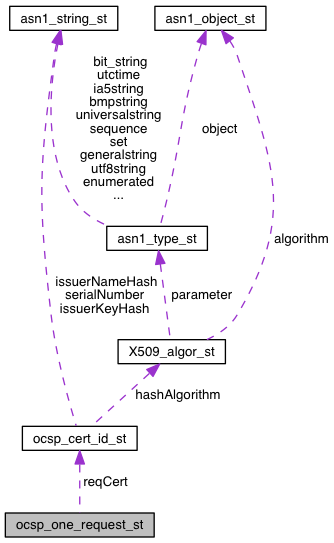 asn1_string_st
asn1_object_st
bit_string
utctime
ia5string
bmpstring
universalstring
sequence
set
generalstring
utf8string
enumerated
...
object
asn1_type_st
algorithm
issuerNameHash
serialNumber
issuerKeyHash
parameter
X509_algor_st
hashAlgorithm
ocsp_cert_id_st
reqCert
ocsp_one_request_st